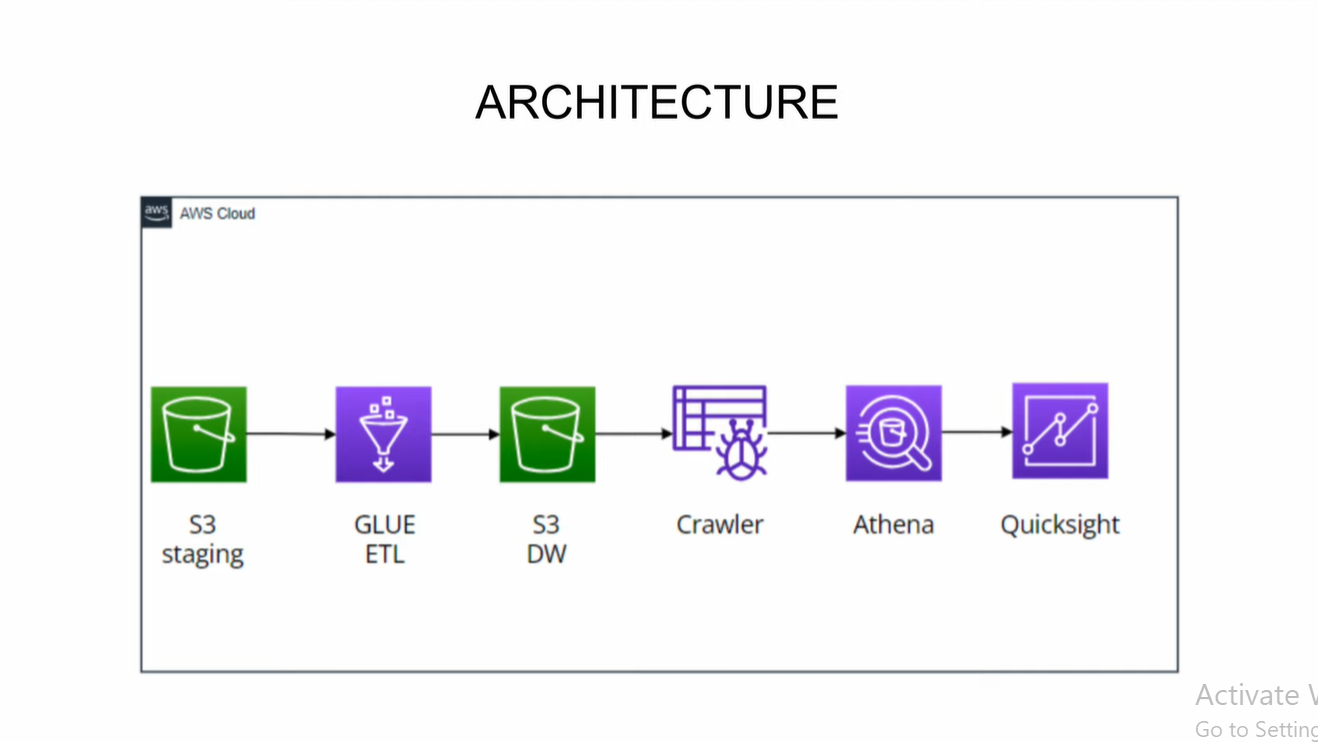 ARCHITECTURE
aws
AWS Cloud
S3
staging
GLUE
ETL
S3
DW
Crawler
Athena
Quicksight
Activate
Go to Setting